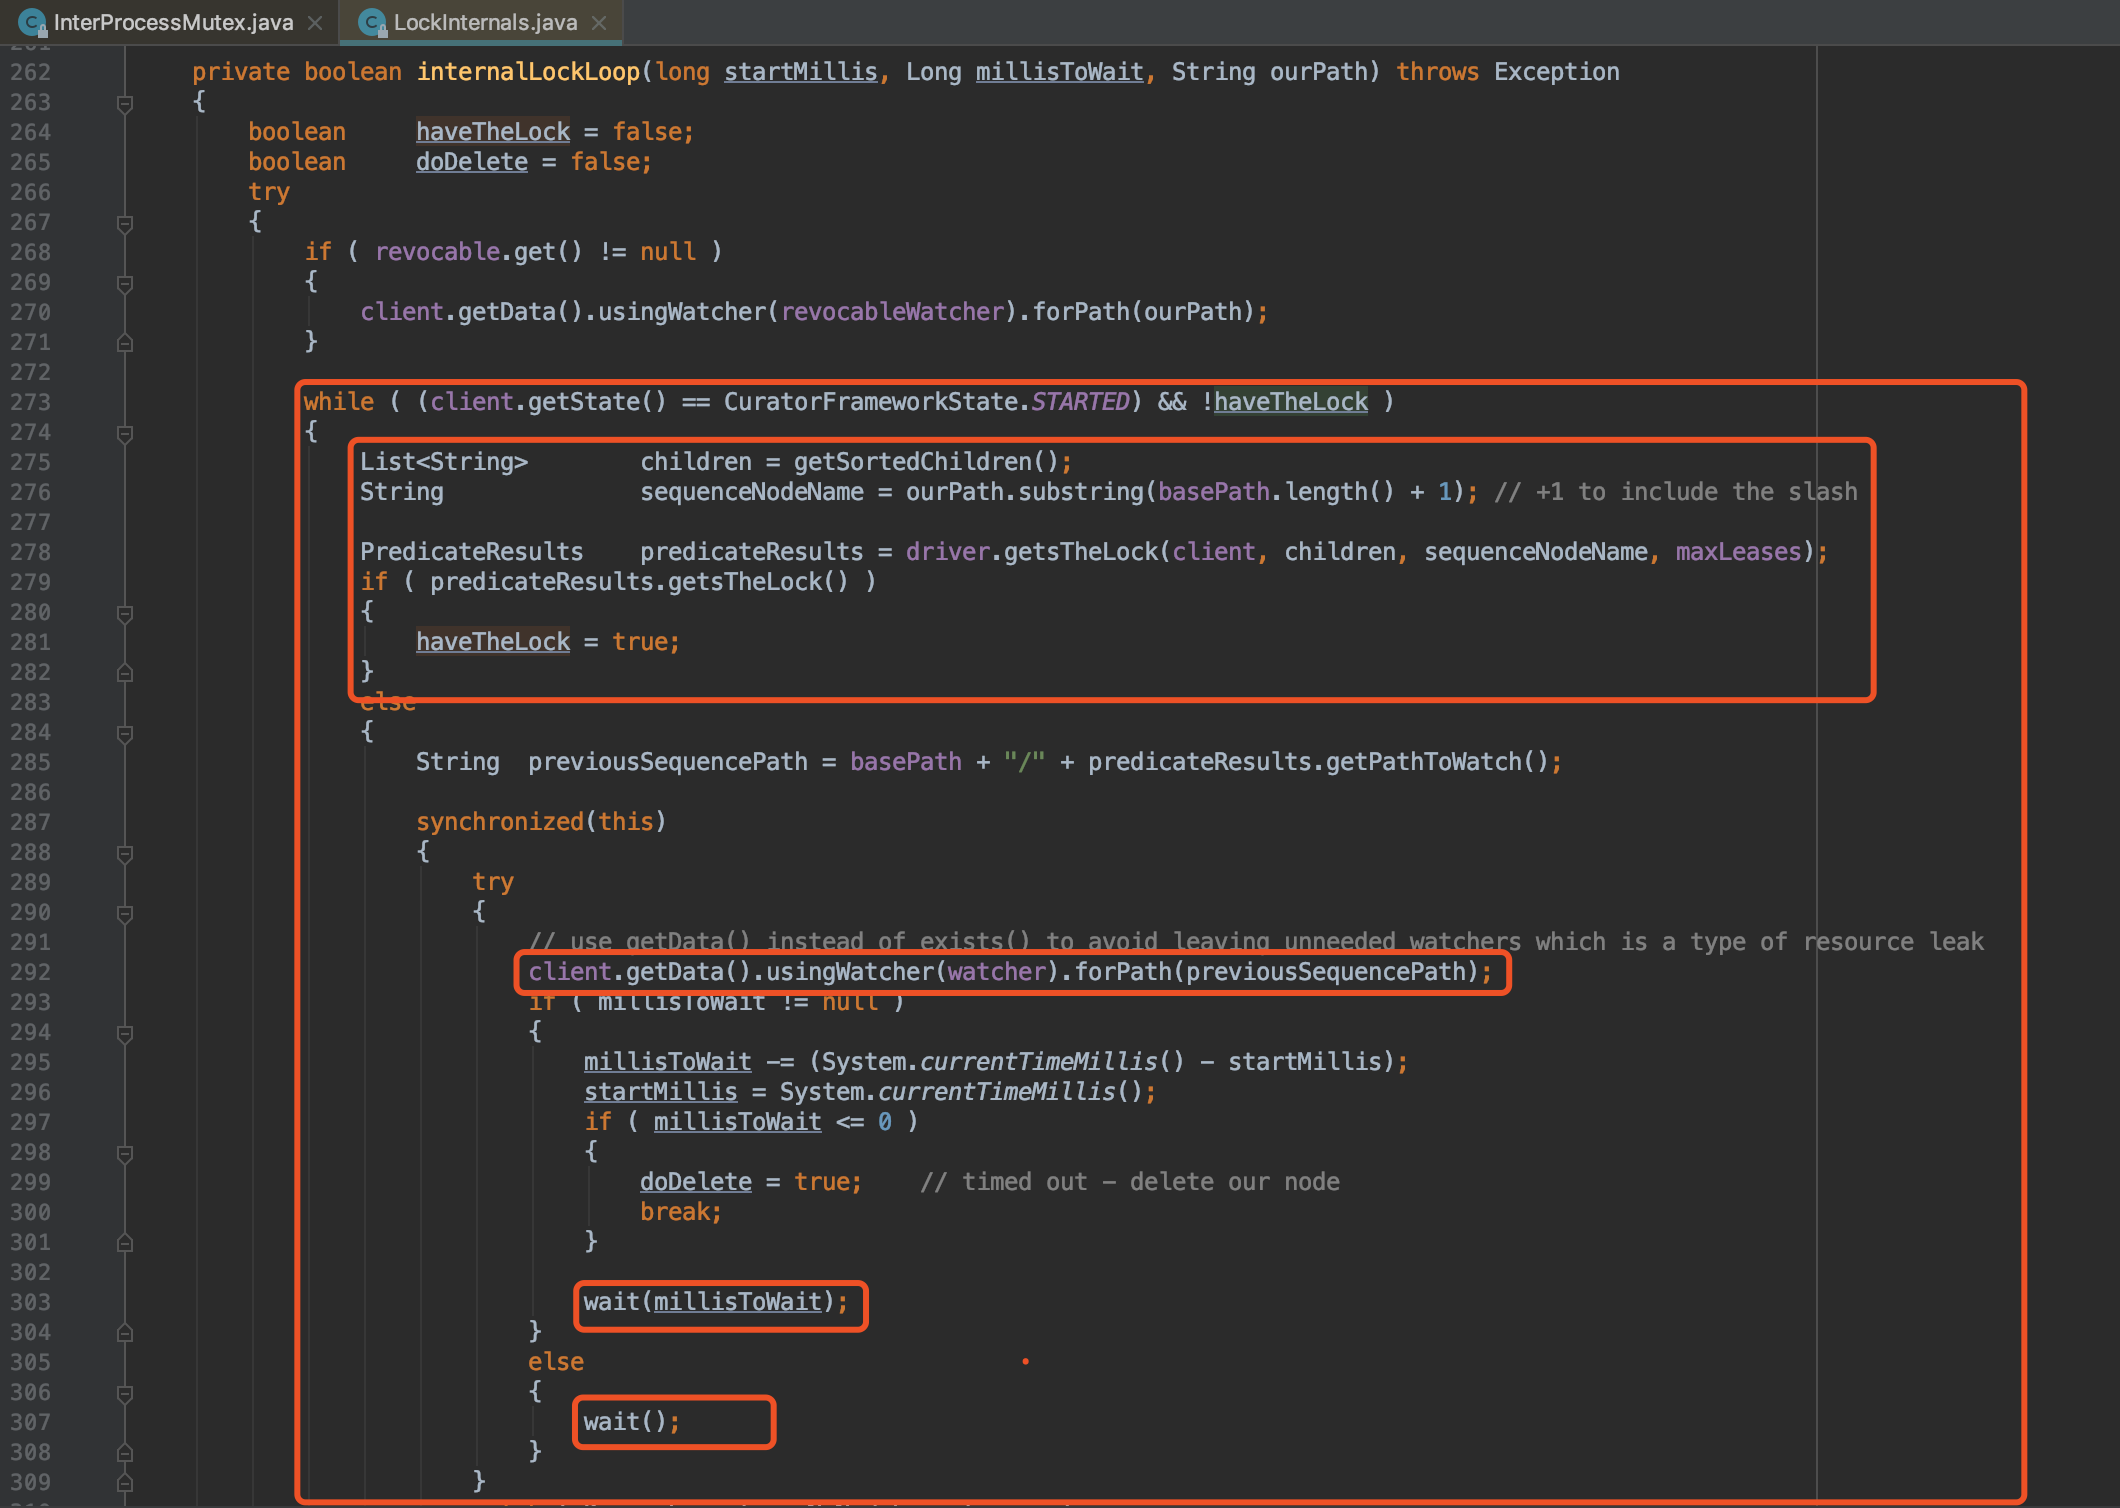 InterProcessMutex.java
LockInternals.java
262 private boolean internalLockLoop(long startMillis, Long millisToWait, String ourPath) throws Exception
263 {
264 boolean haveTheLock = false;
265 boolean doDelete = false;
266 try
267 {
268 if ( revocable.get() != null )
269 {
270 client.getData().usingWatcher(revocableWatcher).forPath(ourPath);
271 }
272
273 while ( (client.getState() == CuratorFrameworkState.STARTED) && !haveTheLock )
274 {
275 List<String> children = getSortedChildren();
276 String sequenceNodeName = ourPath.substring(basePath.length() + 1); // +1 to include the slash
277
278 PredicateResults predicateResults = driver.getsTheLock(client, children, sequenceNodeName, maxLeases);
279 if ( predicateResults.getsTheLock() )
280 {
281 haveTheLock = true;
282 }
283 else
284 {
285 String previousSequencePath = basePath + "/" + predicateResults.getPathToWatch();
286
287 synchronized(this)
288 {
289 try
290 {
291 // use getData() instead of exists() to avoid leaving unneeded watchers which is a type of resource leak
292 client.getData().usingWatcher(watcher).forPath(previousSequencePath);
293 if ( millisToWait != null )
294 {
295 millisToWait -= (System.currentTimeMillis() - startMillis);
296 startMillis = System.currentTimeMillis();
297 if ( millisToWait <= 0 )
298 {
299 doDelete = true; // timed out - delete our node
300 break;
301 }
302
303 wait(millisToWait);
304 }
305 else
306 {
307 wait();
308 }
309 }